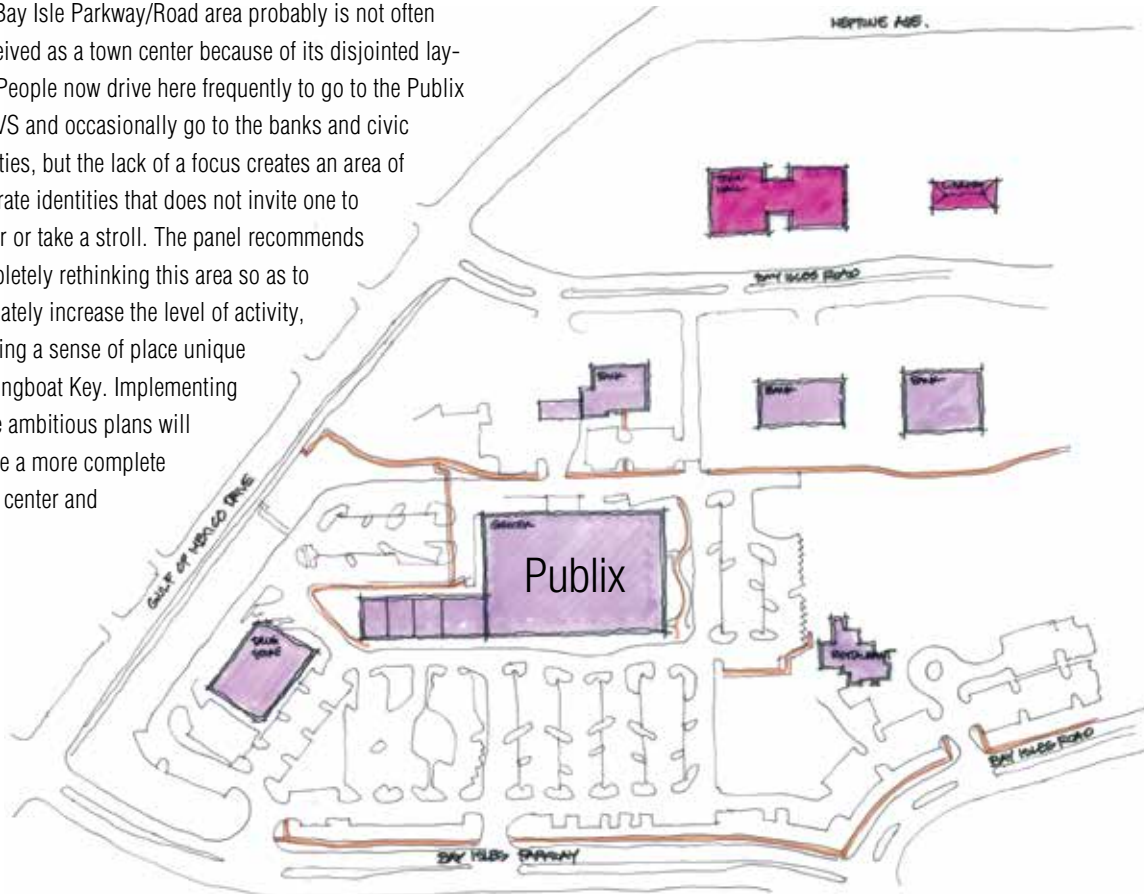 Bay Isle Parkway/Road area probably is not often
eived as a town center because of its disjointed lay-
People now drive here frequently to go to the Publix
VS and occasionally go to the banks and civic
ties, but the lack of a focus creates an area of
rate identities that does not invite one to
r or take a stroll. The panel recommends
pletely rethinking this area so as to
ately increase the level of activity,
ing a sense of place unique
ngboat Key. Implementing
e ambitious plans will
e a more complete
center and
NEPTUNE AVE.
TOWN
HALL
LIBRARY
BAY ISLES ROAD
BANK
BANK
BANK
GULF OF MEXICO DRIVE
GROCER
Publix
DRUG
STORE
RESTAURANT
BAY ISLES ROAD
BAY ISLES PARKWAY